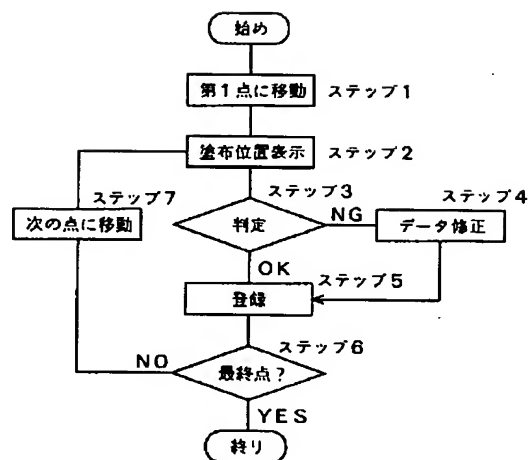 始め
第1点に移動 ステップ1
塗布位置表示 ステップ2
ステップ7
次の点に移動
ステップ3
判定
NG
ステップ4
データ修正
OK
登録
ステップ5
ステップ6
最終点?
NO
YES
終り